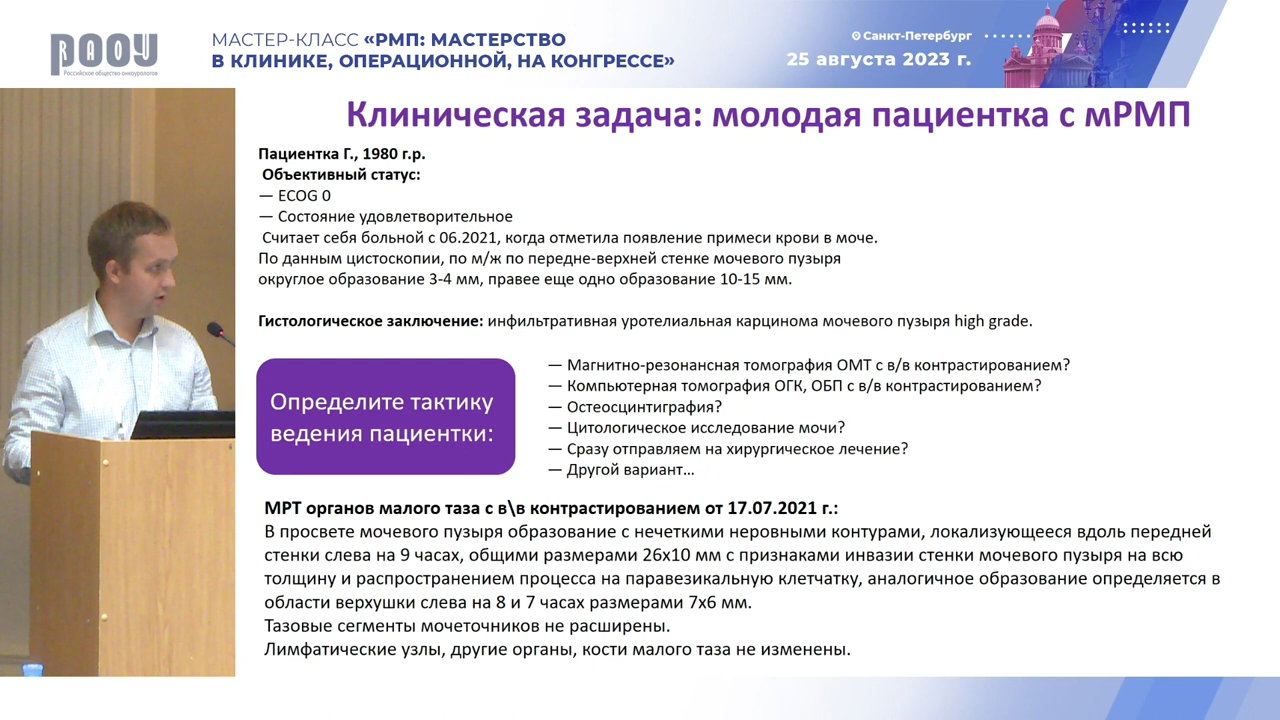 RAOU
Российское общество онкоурологов
МАСТЕР-КЛАСС «РМП: МАСТЕРСТВО
В КЛИНИКЕ, ОПЕРАЦИОННОЙ, НА КОНГРЕССЕ»
Санкт-Петербург
25 августа 2023 г.
Клиническая задача: молодая пациентка с мРМП
Пациентка Г., 1980 г.р.
Объективный статус:
— ECOG 0
— Состояние удовлетворительное
Считает себя больной с 06.2021, когда отметила появление примеси крови в моче.
По данным цистоскопии, по м/ж по передне-верхней стенке мочевого пузыря
округлое образование 3-4 мм, правее еще одно образование 10-15 мм.
Гистологическое заключение: инфильтративная уротелиальная карцинома мочевого пузыря high grade.
Определите тактику
ведения пациентки:
— Магнитно-резонансная томография ОМТ с в/в контрастированием?
— Компьютерная томография ОГК, ОБП с в/в контрастированием?
— Остеосцинтиграфия?
— Цитологическое исследование мочи?
— Сразу отправляем на хирургическое лечение?
— Другой вариант…
МРТ органов малого таза с в\в контрастированием от 17.07.2021 г.:
В просвете мочевого пузыря образование с нечеткими неровными контурами, локализующееся вдоль передней
стенки слева на 9 часах, общими размерами 26х10 мм с признаками инвазии стенки мочевого пузыря на всю
толщину и распространением процесса на паравезикальную клетчатку, аналогичное образование определяется в
области верхушки слева на 8 и 7 часах размерами 7х6 мм.
Тазовые сегменты мочеточников не расширены.
Лимфатические узлы, другие органы, кости малого таза не изменены.